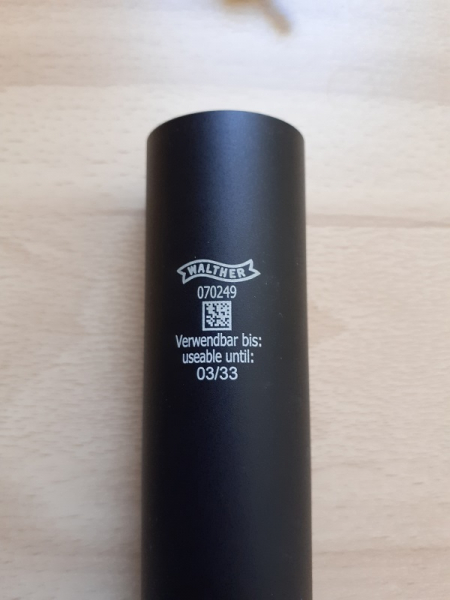 WALTHER
070249
Verwendbar bis:
useable until:
03/33